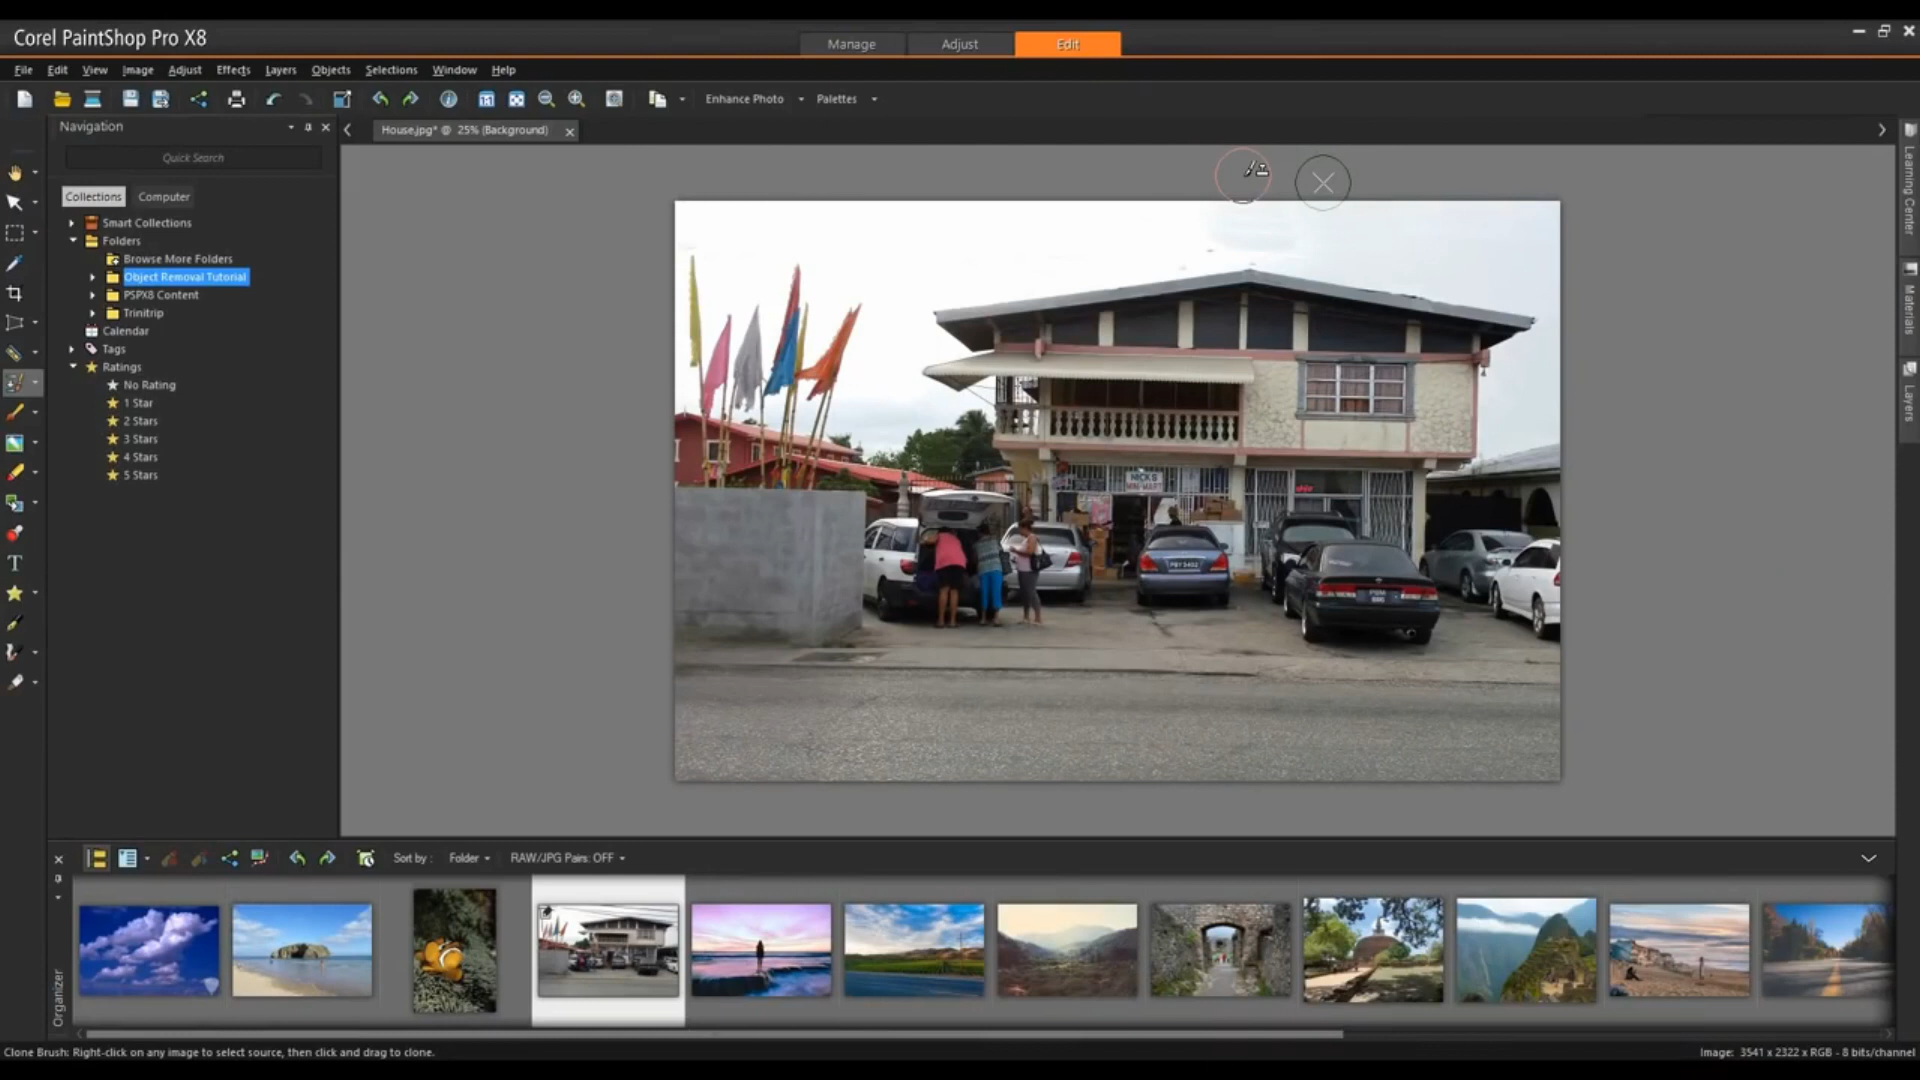 Corel PaintShop Pro X8
Manage Adjust Edit
File Edit View Image Adjust Effects Layers Objects Selections Window Help
Enhance Photo Palettes
Navigation
House.jpg* @ 25% (Background)
Quick Search
Collections Computer
Smart Collections
Folders
Browse More Folders
Object Removal Tutorial
PSPX8 Content
Trinitrip
Calendar
Tags
Ratings
No Rating
1 Star
2 Stars
3 Stars
4 Stars
5 Stars
Learning Center
Materials
Layers
NICK'S
MINI-MART
Sort by : Folder RAW/JPG Pairs: OFF
Organizer
Clone Brush: Right-click on any image to select source, then click and drag to clone.
Image: 3541 x 2322 x RGB - 8 bits/channel